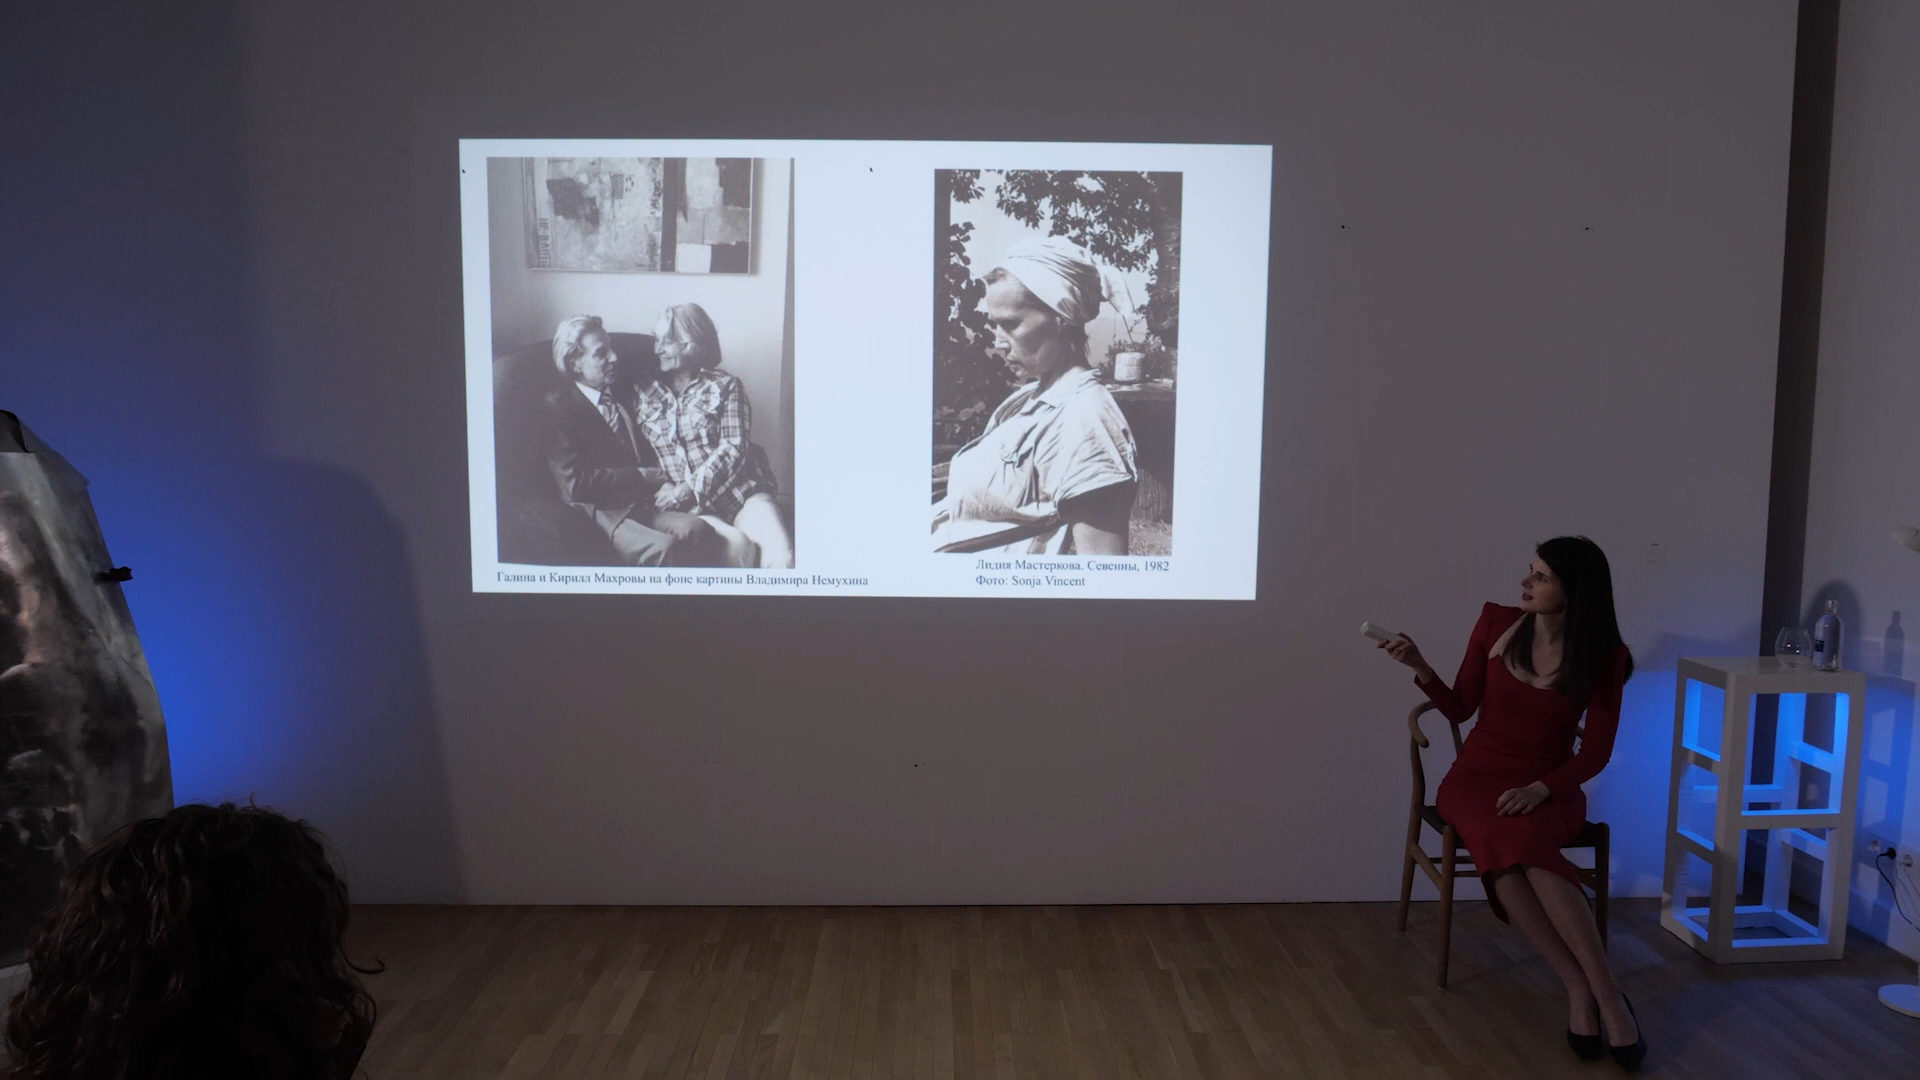 Галина и Кирилл Махровы на фоне картины Владимира Немухина
Лидия Мастеркова. Севенны, 1982
Фото: Sonja Vincent